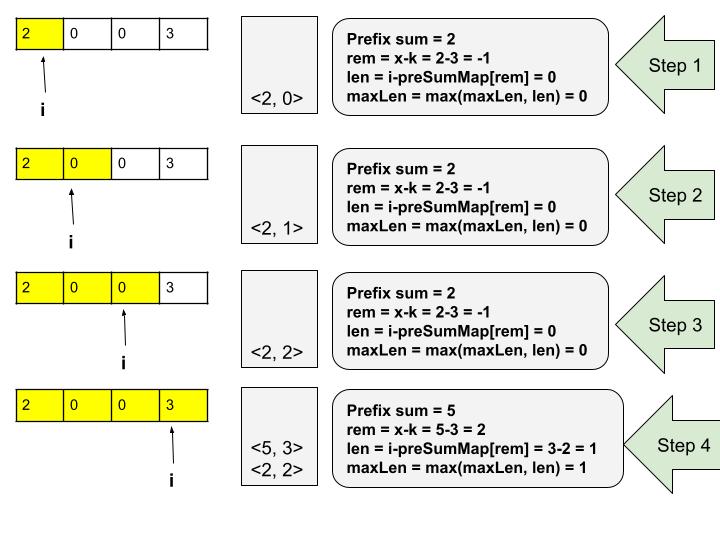 2 0 0 3
i
<2, 0>
Prefix sum = 2
rem = x-k = 2-3 = -1
len = i-preSumMap[rem] = 0
maxLen = max(maxLen, len) = 0
Step 1
2 0 0 3
i
<2, 1>
Prefix sum = 2
rem = x-k = 2-3 = -1
len = i-preSumMap[rem] = 0
maxLen = max(maxLen, len) = 0
Step 2
2 0 0 3
i
<2, 2>
Prefix sum = 2
rem = x-k = 2-3 = -1
len = i-preSumMap[rem] = 0
maxLen = max(maxLen, len) = 0
Step 3
2 0 0 3
i
<5, 3>
<2, 2>
Prefix sum = 5
rem = x-k = 5-3 = 2
len = i-preSumMap[rem] = 3-2 = 1
maxLen = max(maxLen, len) = 1
Step 4